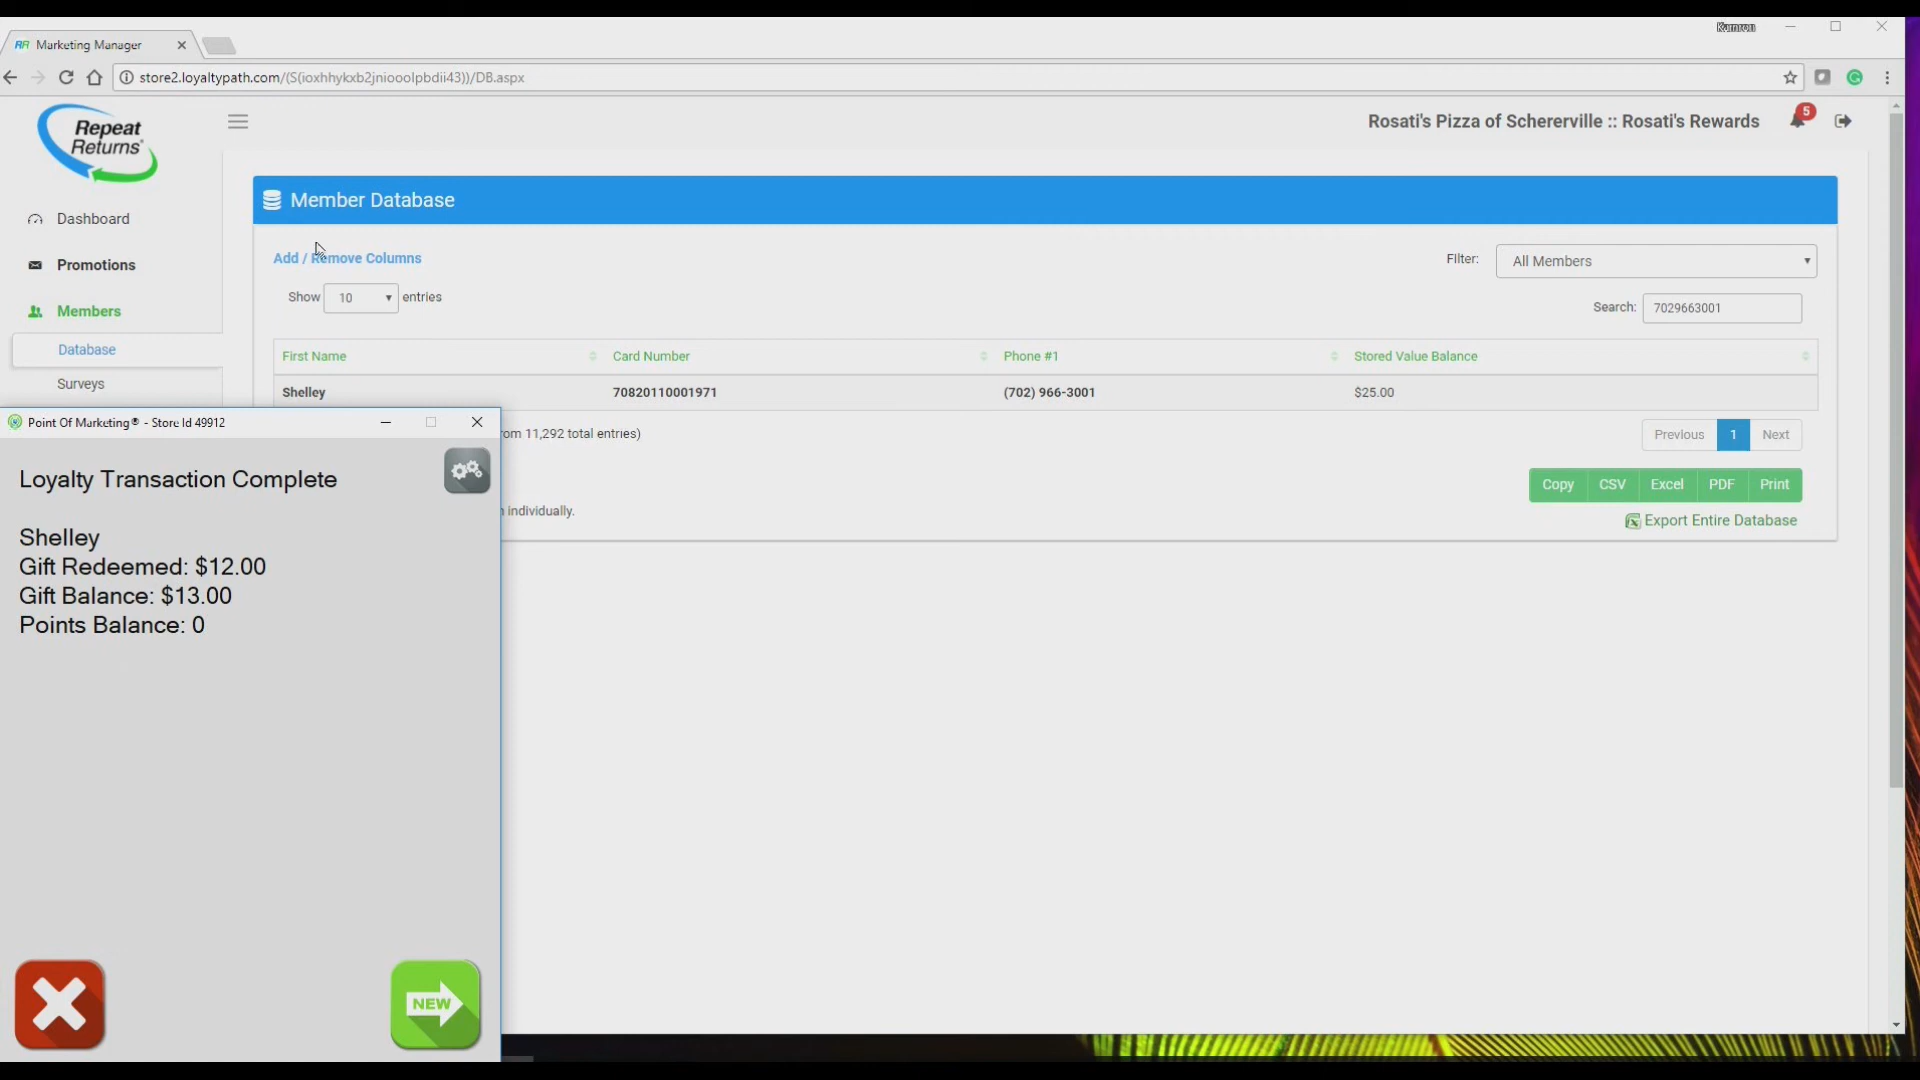 Kamron
Marketing Manager
store2.loyaltypath.com/(S(ioxhhykxb2jniooolpbdii43))/DB.aspx
Repeat
Returns
Rosati's Pizza of Schererville :: Rosati's Rewards
5
Member Database
Dashboard
Promotions
Members
Database
Surveys
Add / Remove Columns
Filter: All Members
Show 10 entries
Search: 7029663001
First Name Card Number Phone #1 Stored Value Balance
Shelley 70820110001971 (702) 966-3001 $25.00
om 11,292 total entries)
Previous 1 Next
Copy CSV Excel PDF Print
individually.
Export Entire Database
Point Of Marketing® - Store Id 49912
Loyalty Transaction Complete
Shelley
Gift Redeemed: $12.00
Gift Balance: $13.00
Points Balance: 0
NEW